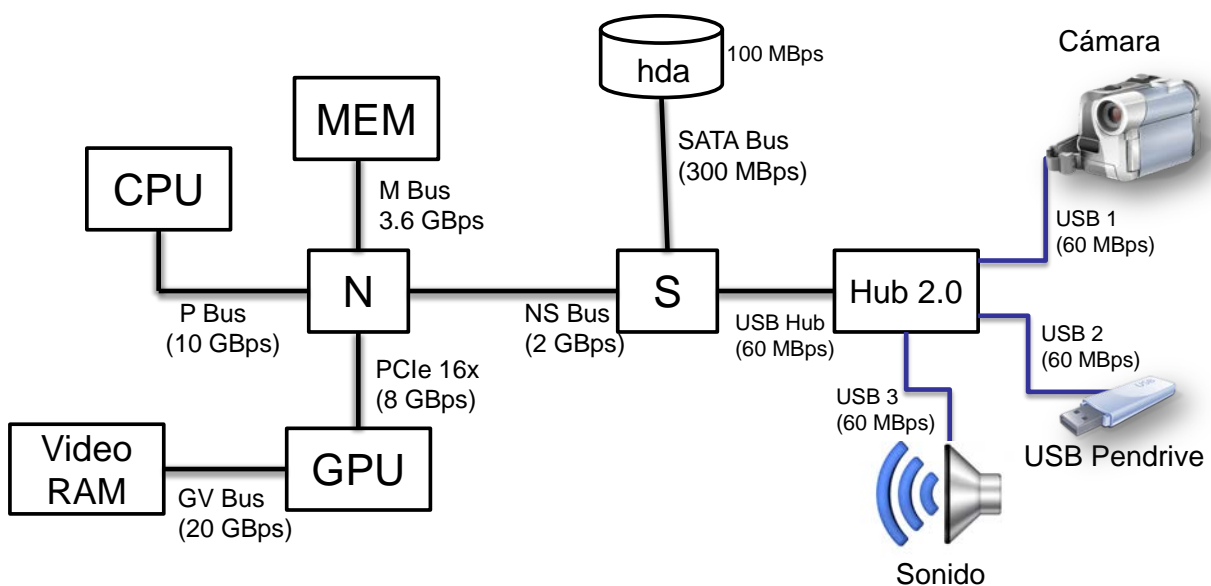 Cámara
hda
100 MBps
MEM
SATA Bus
(300 MBps)
CPU
M Bus
3.6 GBps
USB 1
(60 MBps)
N
S
Hub 2.0
P Bus
(10 GBps)
NS Bus
(2 GBps)
USB Hub
(60 MBps)
USB 2
(60 MBps)
PCIe 16x
(8 GBps)
USB 3
(60 MBps)
USB
USB Pendrive
Video
RAM
GV Bus
(20 GBps)
GPU
Sonido